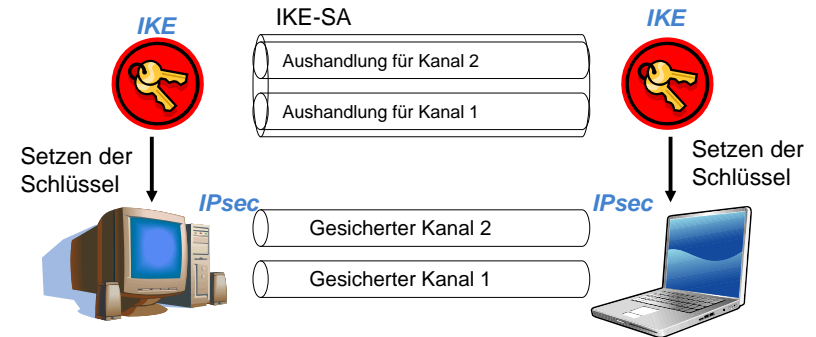 IKE
IKE-SA
IKE
Aushandlung für Kanal 2
Aushandlung für Kanal 1
Setzen der
Schlüssel
Setzen der
Schlüssel
IPsec
IPsec
Gesicherter Kanal 2
Gesicherter Kanal 1